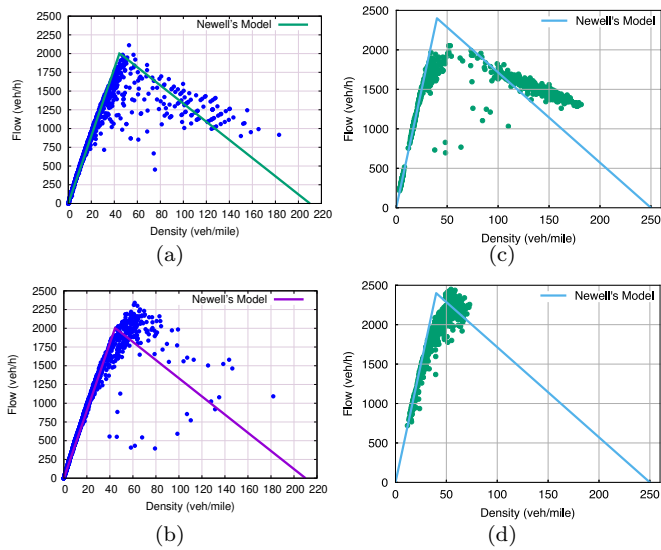 Newell's Model
Flow (veh/h)
2500
2250
2000
1750
1500
1250
1000
750
500
250
0
0 20 40 60 80 100 120 140 160 180 200 220
Density (veh/mile)
(a)
Newell's Model
Flow (veh/h)
2500
2000
1500
1000
500
0
0 50 100 150 200 250
Density (veh/mile)
(c)
Newell's Model
Flow (veh/h)
2500
2250
2000
1750
1500
1250
1000
750
500
250
0
0 20 40 60 80 100 120 140 160 180 200 220
Density (veh/mile)
(b)
Newell's Model
Flow (veh/h)
2500
2000
1500
1000
500
0
0 50 100 150 200 250
Density (veh/mile)
(d)